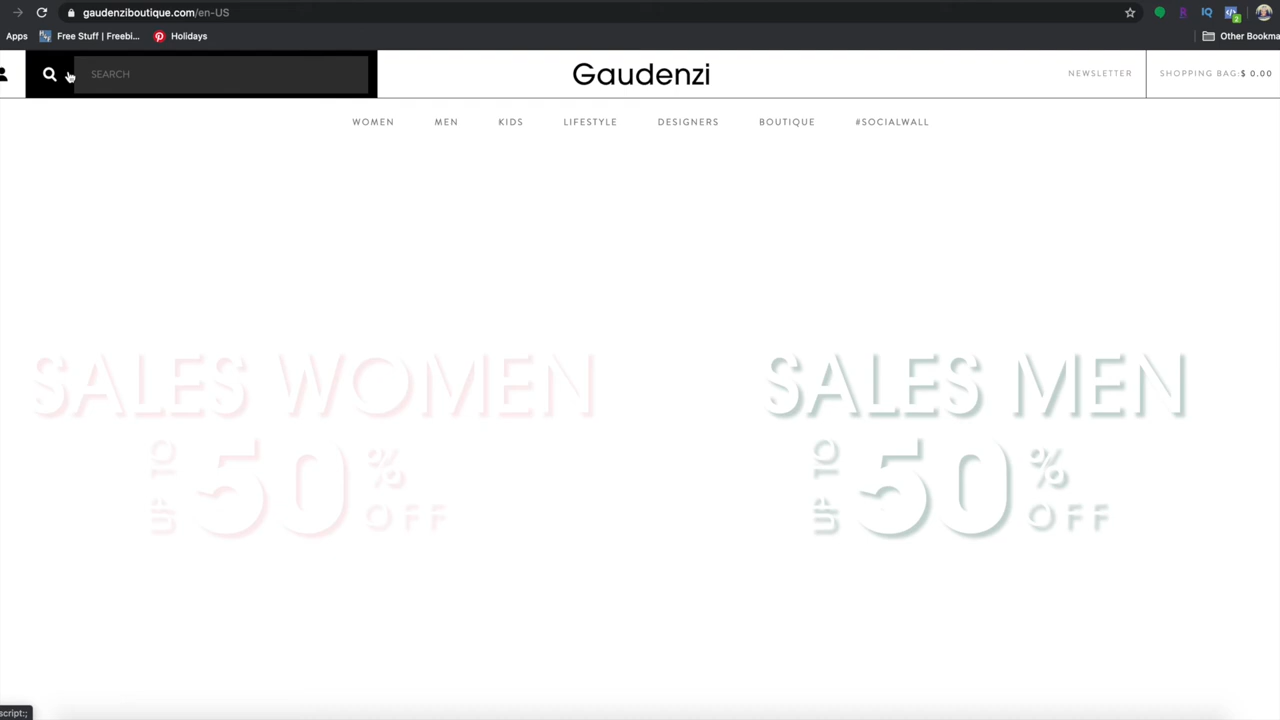 gaudenziboutique.com/en-US
Apps Free Stuff | Freebi... Holidays Other Bookma
SEARCH Gaudenzi NEWSLETTER SHOPPING BAG:$ 0.00
WOMEN MEN KIDS LIFESTYLE DESIGNERS BOUTIQUE #SOCIALWALL
SALES WOMEN
UP TO 50% OFF
SALES MEN
UP TO 50% OFF
script:;